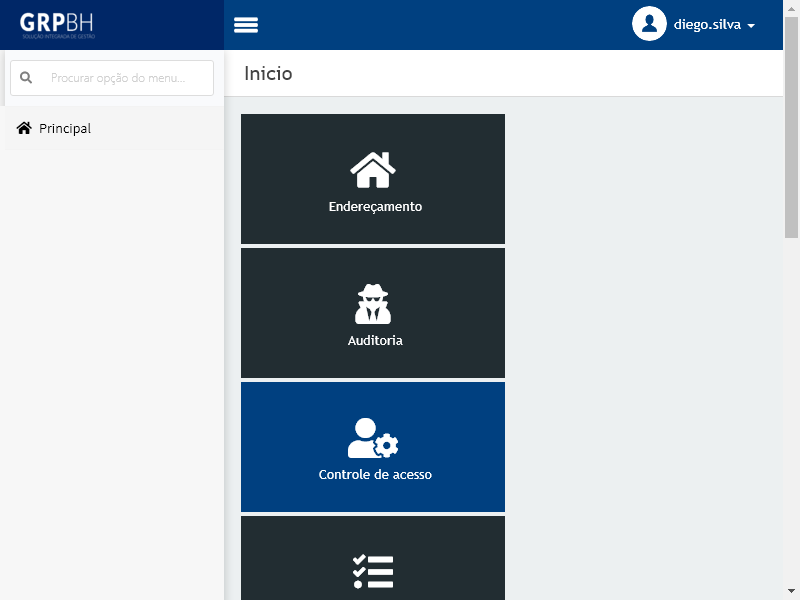 GRPBH
SOLUÇÃO INTEGRADA DE GESTÃO
diego.silva
Procurar opção do menu...
Inicio
Principal
Endereçamento
Auditoria
Controle de acesso